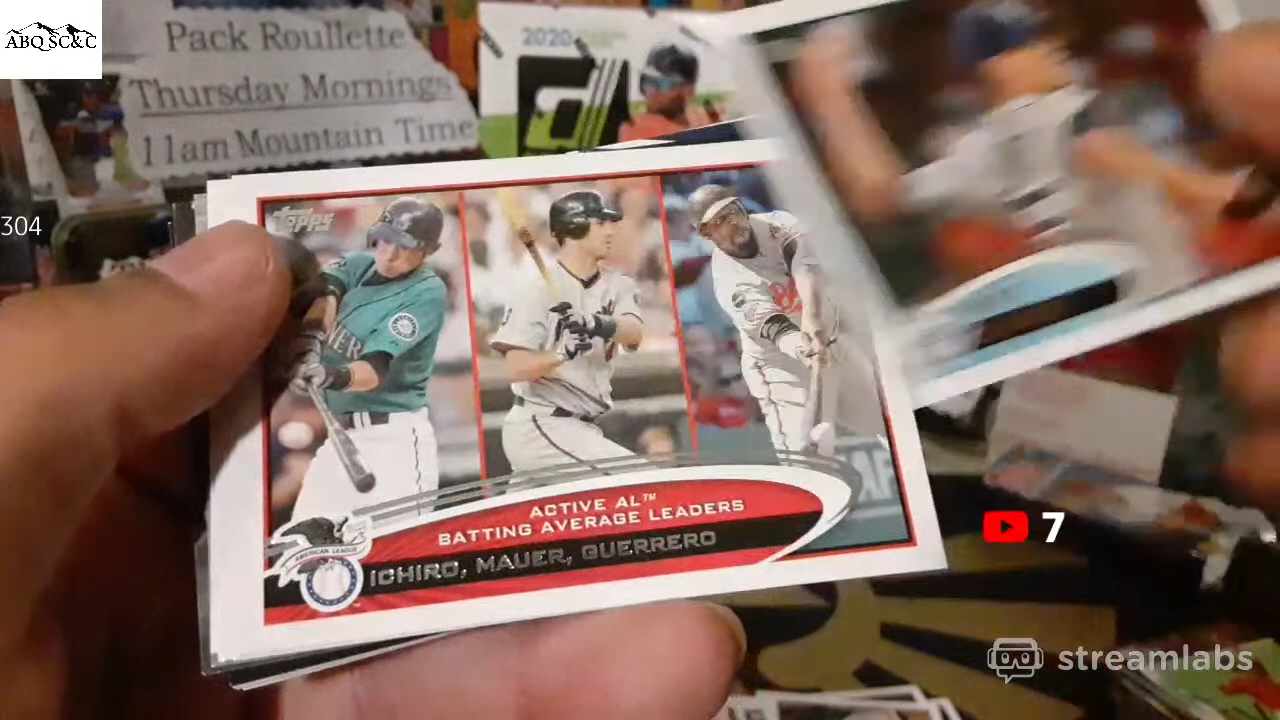 ABQ SC&C
Pack Roullette
Thursday Mornings
11am Mountain Time
2020
304
TOPPS
ACTIVE AL™
BATTING AVERAGE LEADERS
AMERICAN LEAGUE
ICHIRO, MAUER, GUERRERO
7
streamlabs